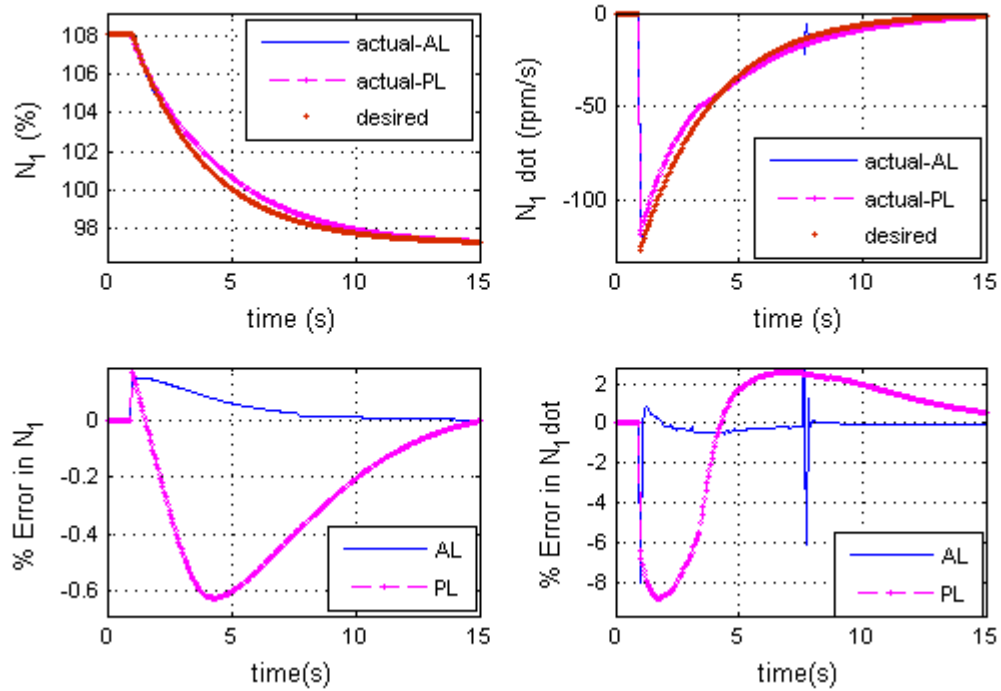 108
106
104
102
100
98
N1 (%)
actual-AL
actual-PL
desired
0
5
10
15
time (s)
0
-50
-100
N1 dot (rpm/s)
actual-AL
actual-PL
desired
0
5
10
15
time (s)
0
-0.2
-0.4
-0.6
% Error in N1
AL
PL
0
5
10
15
time(s)
2
0
-2
-4
-6
-8
% Error in N1 dot
AL
PL
0
5
10
15
time(s)